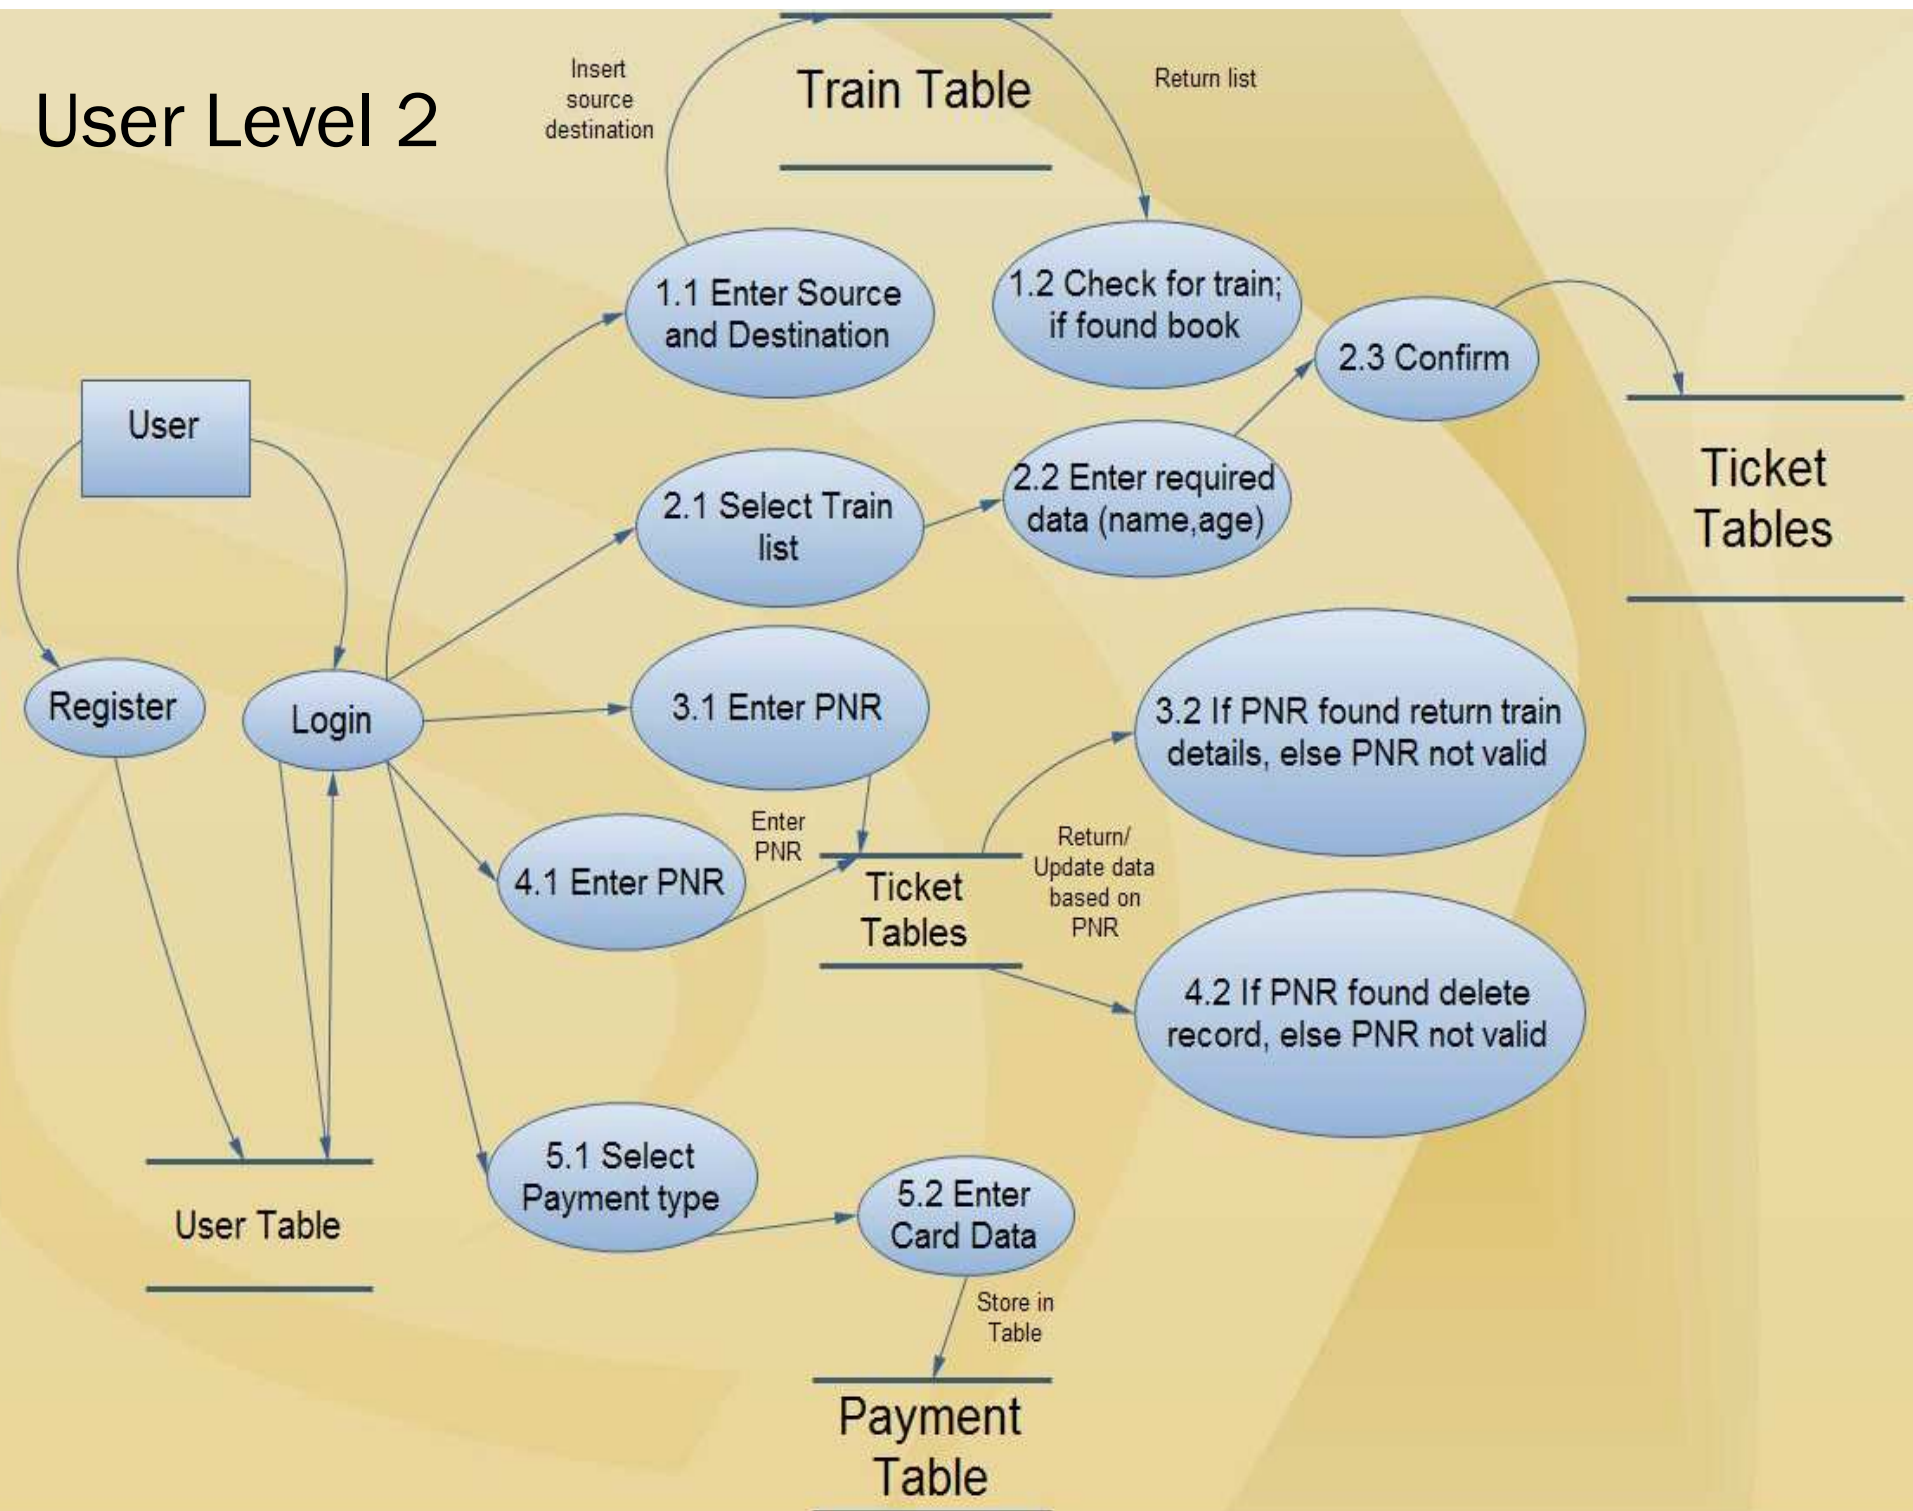 User Level 2
Insert
source
destination
Train Table
Return list
1.1 Enter Source
and Destination
1.2 Check for train;
if found book
2.3 Confirm
User
2.1 Select Train
list
2.2 Enter required
data (name,age)
Ticket
Tables
Register
Login
3.1 Enter PNR
3.2 If PNR found return train
details, else PNR not valid
Enter
PNR
4.1 Enter PNR
Ticket
Tables
Return/
Update data
based on
PNR
4.2 If PNR found delete
record, else PNR not valid
5.1 Select
Payment type
5.2 Enter
Card Data
User Table
Store in
Table
Payment
Table